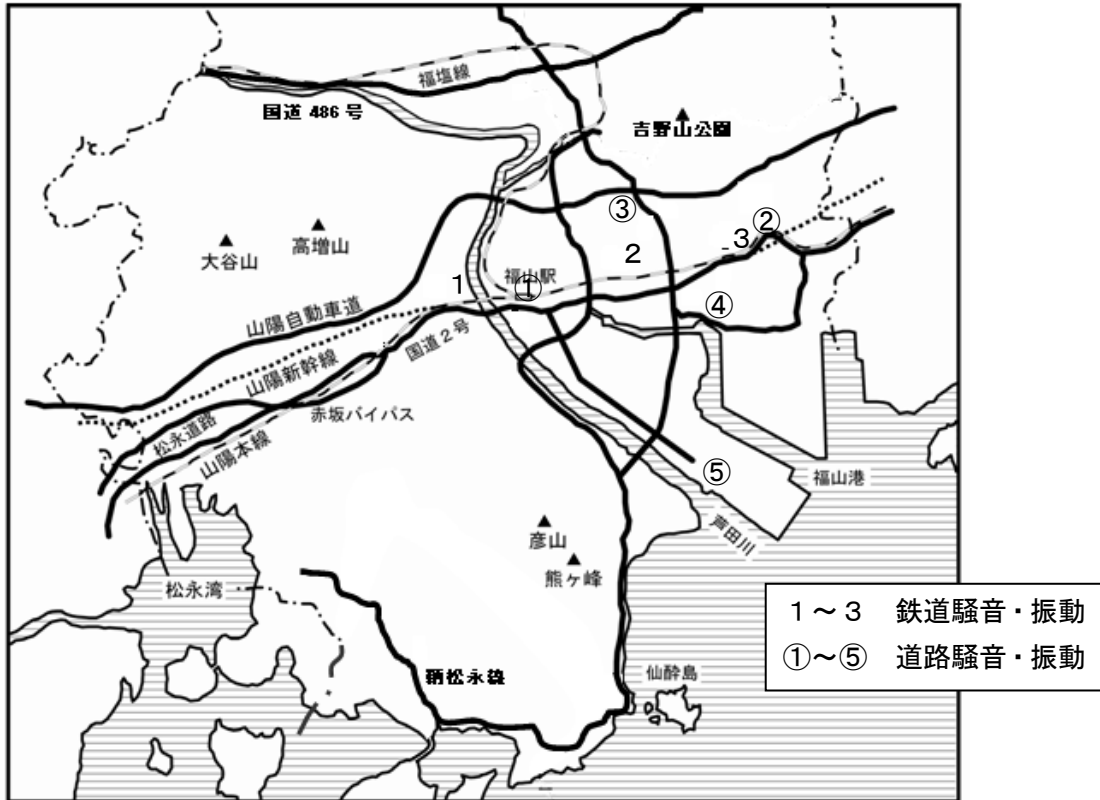 福塩線
国道 486 号
吉野山公園
③
②
3
高増山
大谷山
2
1
福山駅
①
④
山陽自動車道
国道２号
山陽新幹線
赤坂バイパス
松永道路
山陽本線
⑤
福山港
芦田川
彦山
熊ヶ峰
松永湾
１～３ 鉄道騒音・振動
①～⑤ 道路騒音・振動
仙酔島
鞆松永線